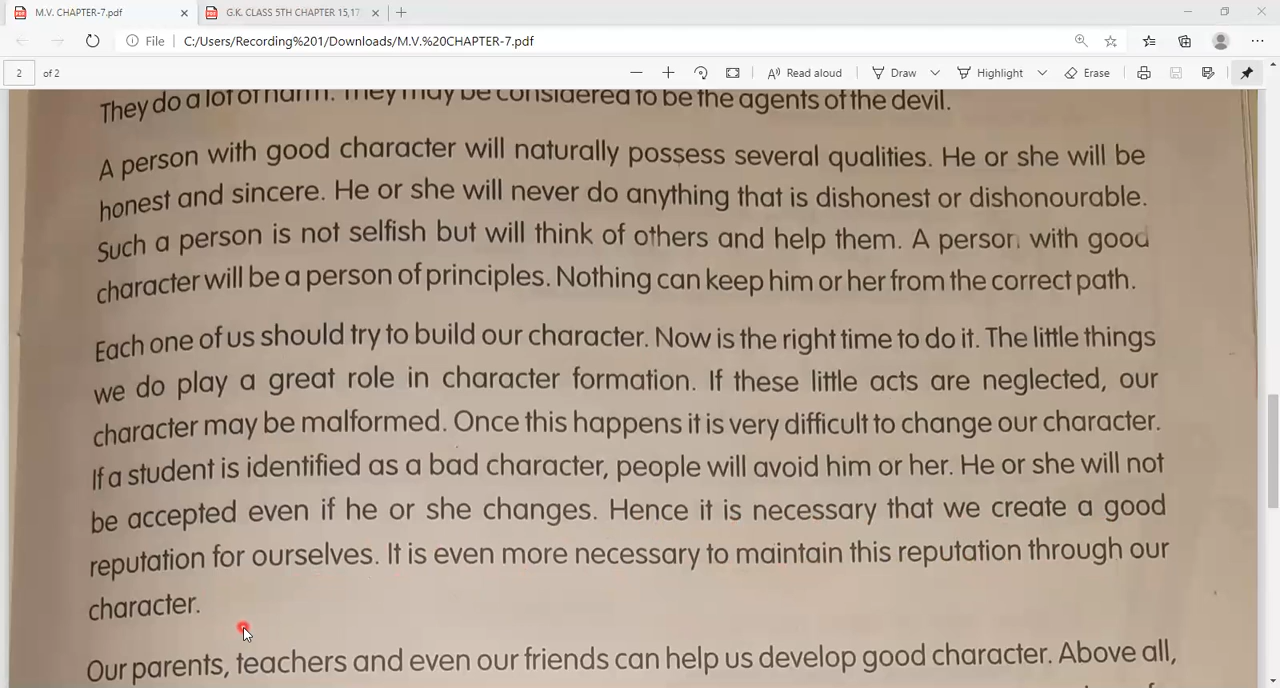 M.V. CHAPTER-7.pdf
G.K. CLASS 5TH CHAPTER 15,17
File
C:/Users/Recording%201/Downloads/M.V.%20CHAPTER-7.pdf
2 of 2
Read aloud
Draw
Highlight
Erase
They do a lot of harm. They may be considered to be the agents of the devil.
A person with good character will naturally possess several qualities. He or she will be
honest and sincere. He or she will never do anything that is dishonest or dishonourable.
Such a person is not selfish but will think of others and help them. A person with good
character will be a person of principles. Nothing can keep him or her from the correct path.
Each one of us should try to build our character. Now is the right time to do it. The little things
we do play a great role in character formation. If these little acts are neglected, our
character may be malformed. Once this happens it is very difficult to change our character.
If a student is identified as a bad character, people will avoid him or her. He or she will not
be accepted even if he or she changes. Hence it is necessary that we create a good
reputation for ourselves. It is even more necessary to maintain this reputation through our
character.
Our parents, teachers and even our friends can help us develop good character. Above all,